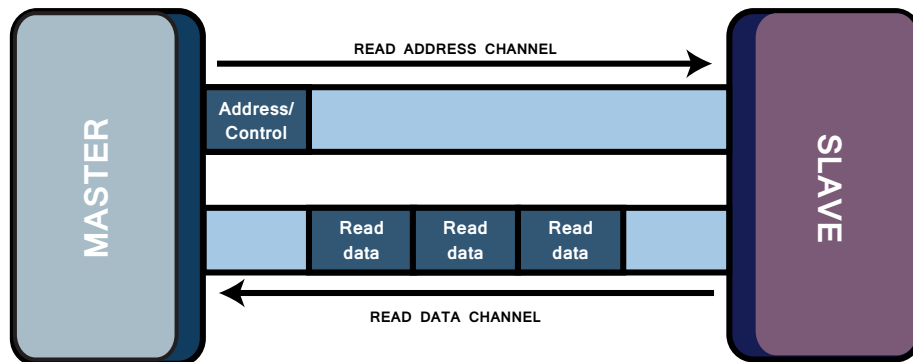 READ ADDRESS CHANNEL
MASTER
Address/
Control
SLAVE
Read
data
Read
data
Read
data
READ DATA CHANNEL